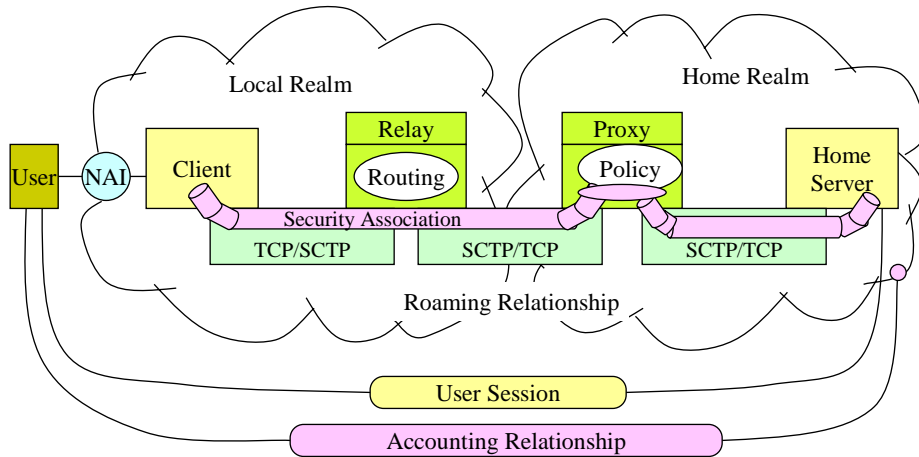 Local Realm
Home Realm
Relay
Proxy
User
NAI
Client
Routing
Policy
Home
Server
Security Association
TCP/SCTP
SCTP/TCP
SCTP/TCP
Roaming Relationship
User Session
Accounting Relationship